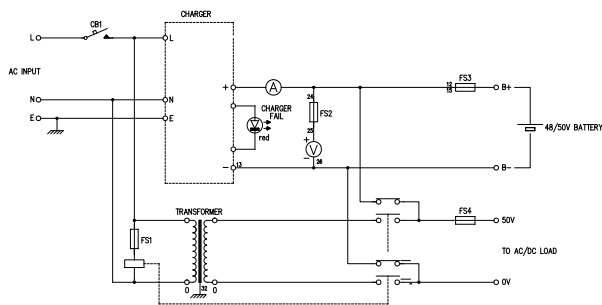 CHARGER
CB1
L
L
AC INPUT
+
A
12
15
FS3
B+
24
N
N
CHARGER
FAIL
FS2
E
E
25
48/50V BATTERY
red
+
V
-
26
-
13
B-
TRANSFORMER
FS4
50V
FS1
TO AC/DC LOAD
0
32
0
0V